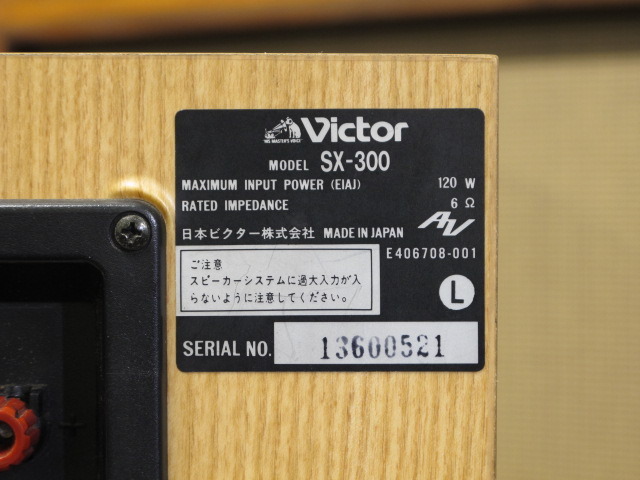 Victor
"HIS MASTER'S VOICE"
MODEL SX-300
MAXIMUM INPUT POWER (EIAJ) 120 W
RATED IMPEDANCE 6 Ω
日本ビクター株式会社 MADE IN JAPAN AV
E406708-001
ご注意
スピーカーシステムに過大入力が入
らないように注意してください。
L
SERIAL NO. 13600521